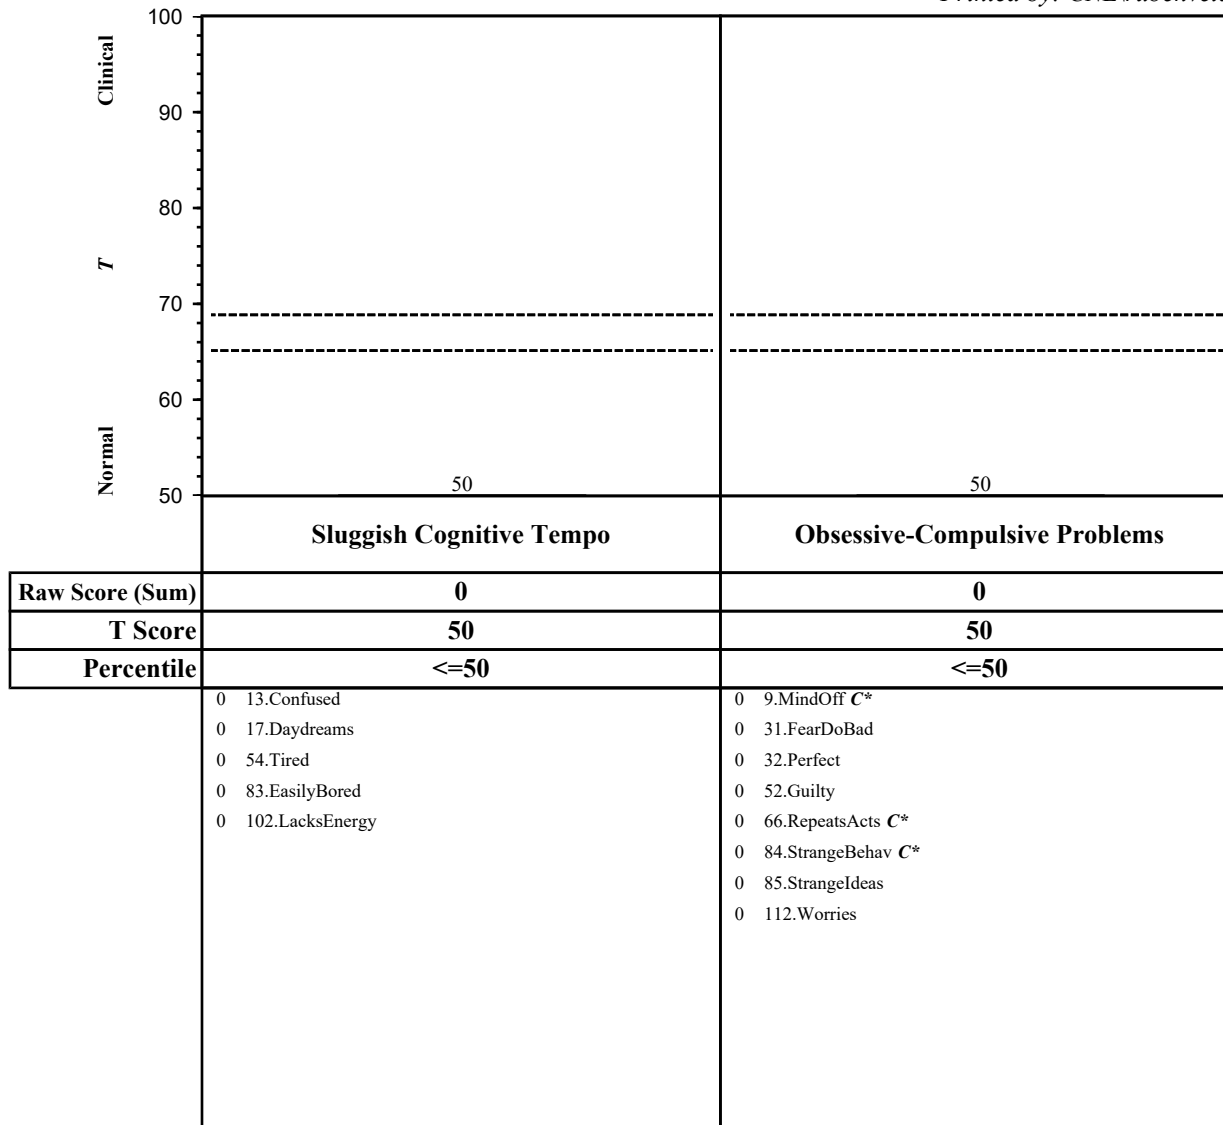 Printed by:
100
Clinical
90
80
T
70
60
Normal
50
50 50
Sluggish Cognitive Tempo Obsessive-Compulsive Problems
Raw Score (Sum) 0 0
T Score 50 50
Percentile <=50 <=50
0 13.Confused 0 9.MindOff C*
0 17.Daydreams 0 31.FearDoBad
0 54.Tired 0 32.Perfect
0 83.EasilyBored 0 52.Guilty
0 102.LacksEnergy 0 66.RepeatsActs C*
0 84.StrangeBehav C*
0 85.StrangeIdeas
0 112.Worries